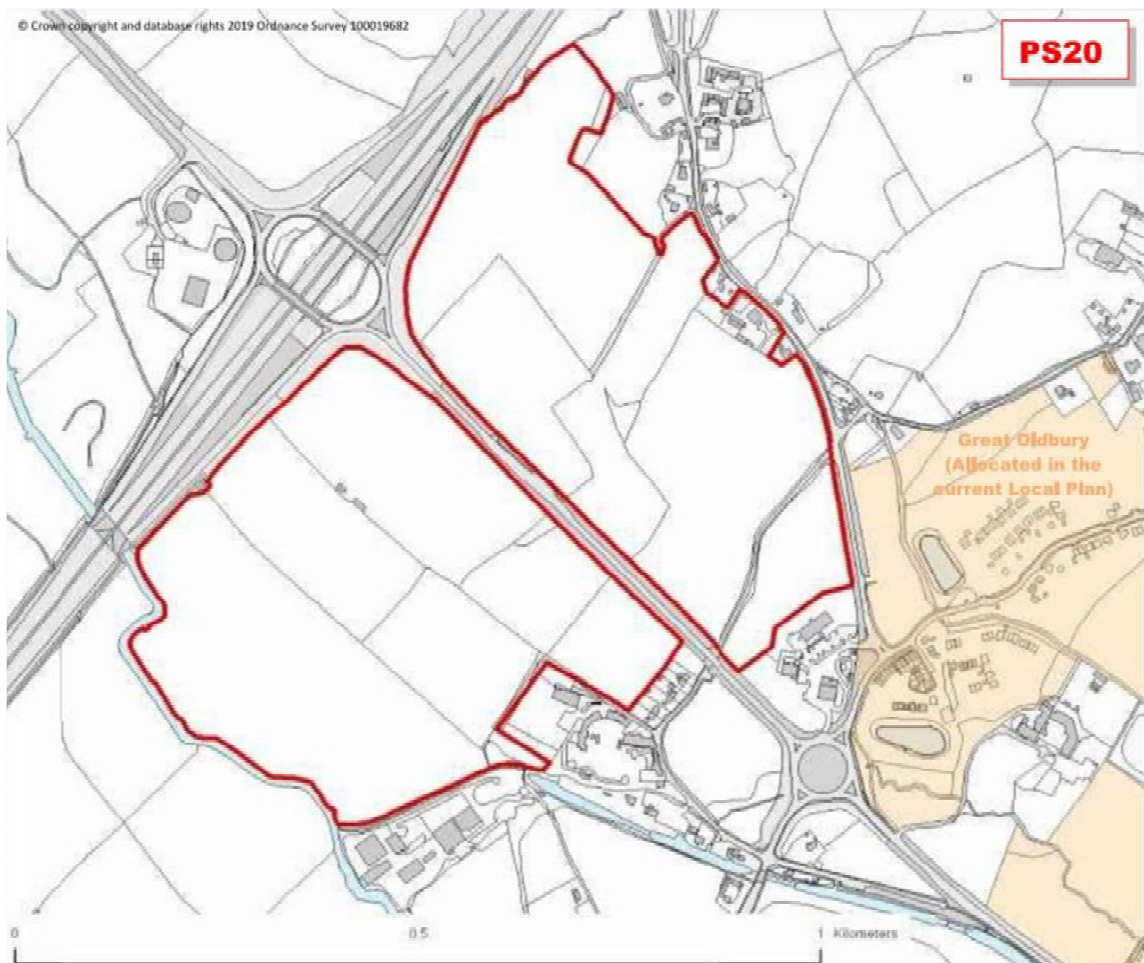 © Crown copyright and database rights 2019 Ordnance Survey 100019682
PS20
Great Oldbury
(Allocated in the
current Local Plan)
0
0.5
1 Kilometers